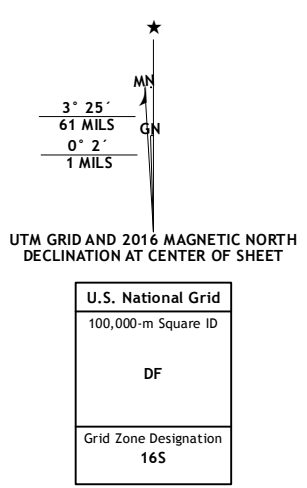 MN
3° 25´
61 MILS
GN
0° 2´
1 MILS
UTM GRID AND 2016 MAGNETIC NORTH
DECLINATION AT CENTER OF SHEET
U.S. National Grid
100,000-m Square ID
DF
Grid Zone Designation
16S